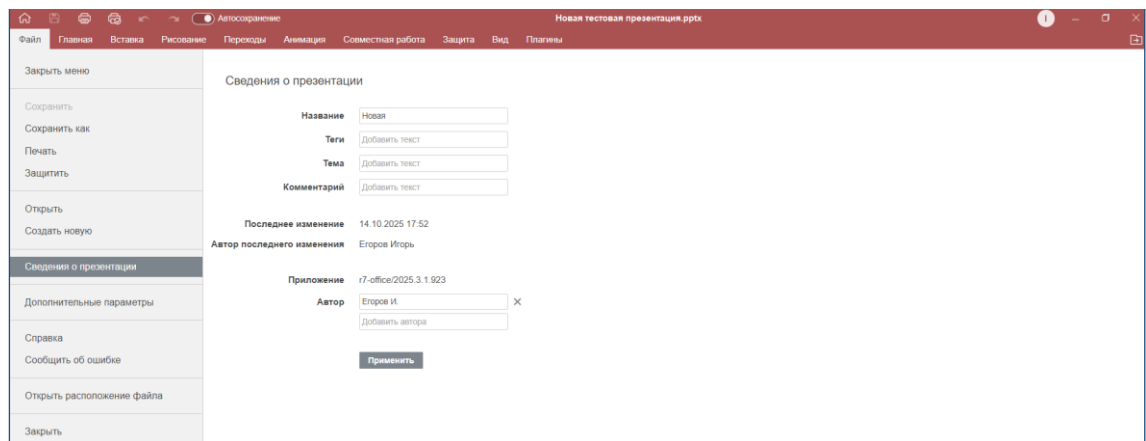 Автосохранение
Новая тестовая презентация.pptx
I
Файл Главная Вставка Рисование Переходы Анимация Совместная работа Защита Вид Плагины
Закрыть меню
Сохранить
Сохранить как
Печать
Защитить
Открыть
Создать новую
Сведения о презентации
Дополнительные параметры
Справка
Сообщить об ошибке
Открыть расположение файла
Закрыть
Сведения о презентации
Название Новая
Теги Добавить текст
Тема Добавить текст
Комментарий Добавить текст
Последнее изменение 14.10.2025 17:52
Автор последнего изменения Егоров Игорь
Приложение r7-office/2025.3.1.923
Автор Егоров И.
Добавить автора
Применить